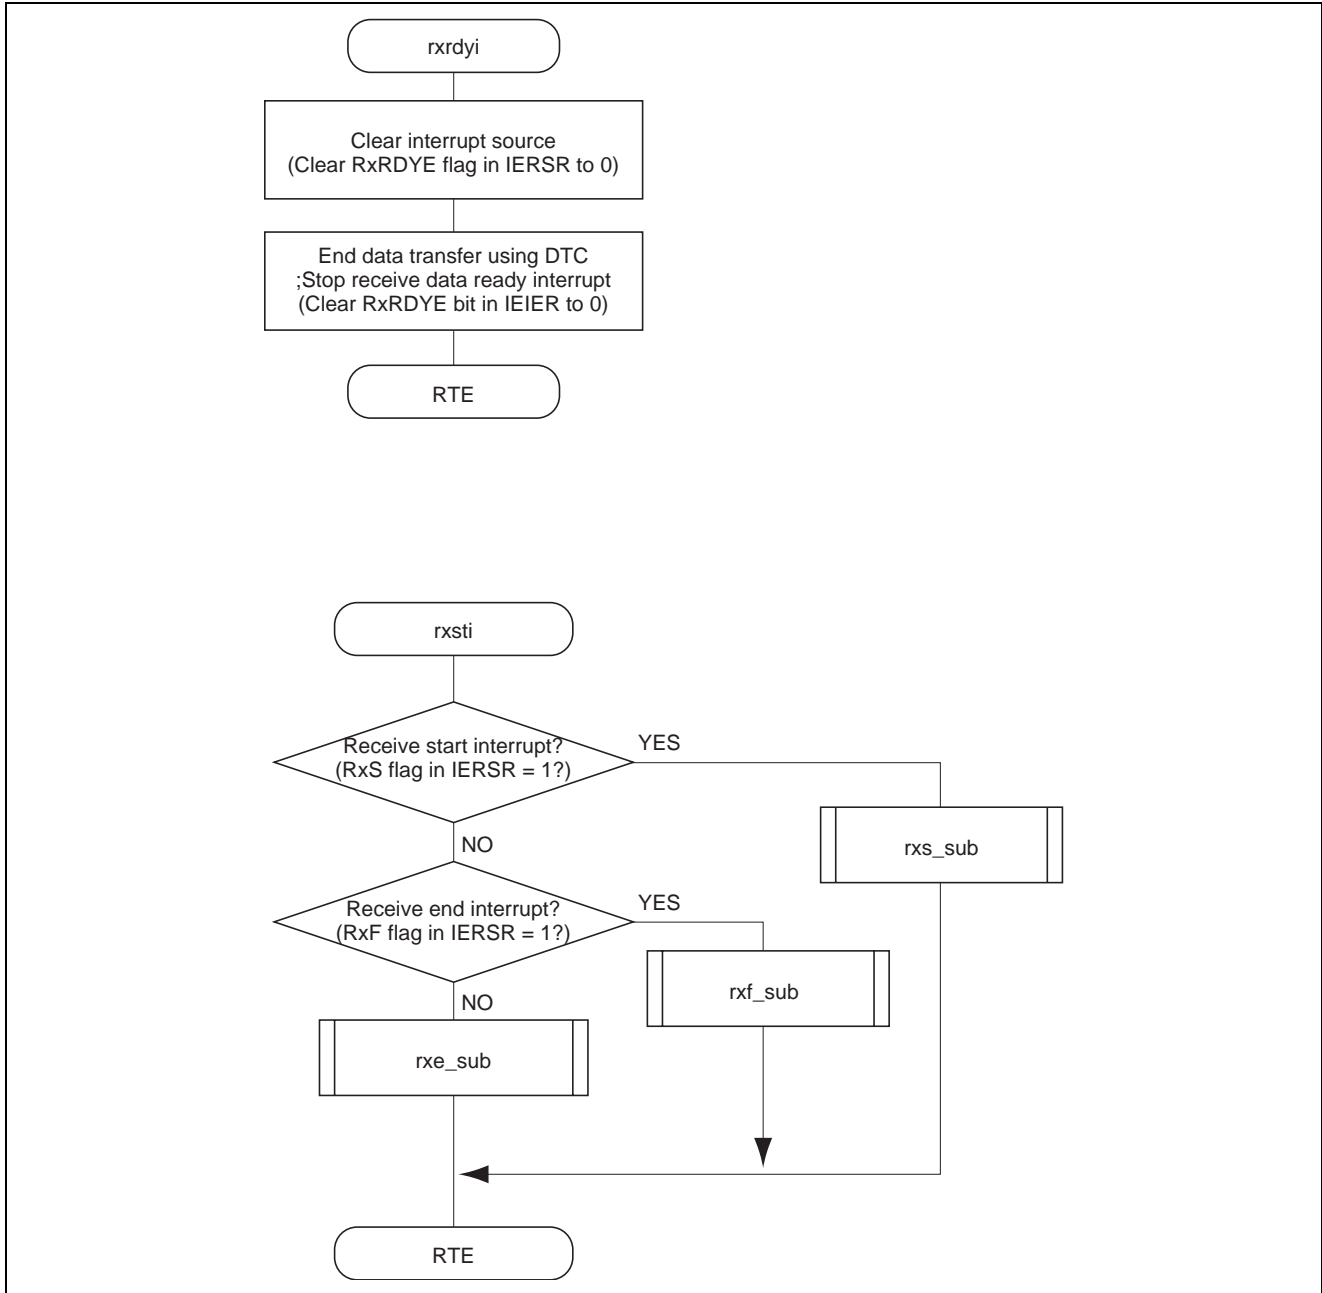 rxrdyi
Clear interrupt source
(Clear RxRDYE flag in IERSR to 0)
End data transfer using DTC
;Stop receive data ready interrupt
(Clear RxRDYE bit in IEIER to 0)
RTE
rxsti
Receive start interrupt?
(RxS flag in IERSR = 1?)
YES
NO
rxs_sub
Receive end interrupt?
(RxF flag in IERSR = 1?)
YES
NO
rxf_sub
rxe_sub
RTE